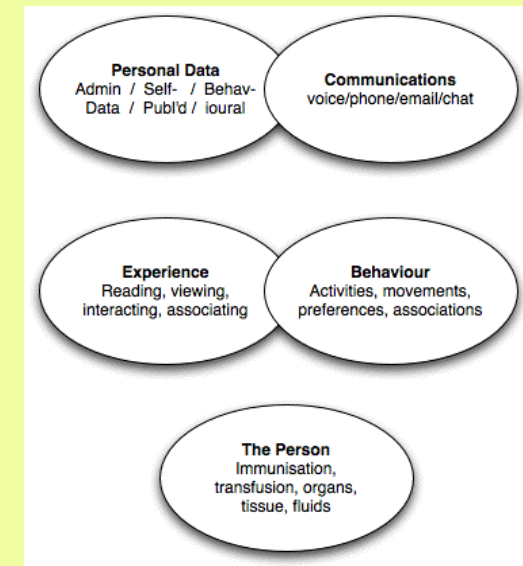 Personal Data
Admin / Self- / Behav-
Data / Publ'd / ioural
Communications
voice/phone/email/chat
Experience
Reading, viewing,
interacting, associating
Behaviour
Activities, movements,
preferences, associations
The Person
Immunisation,
transfusion, organs,
tissue, fluids